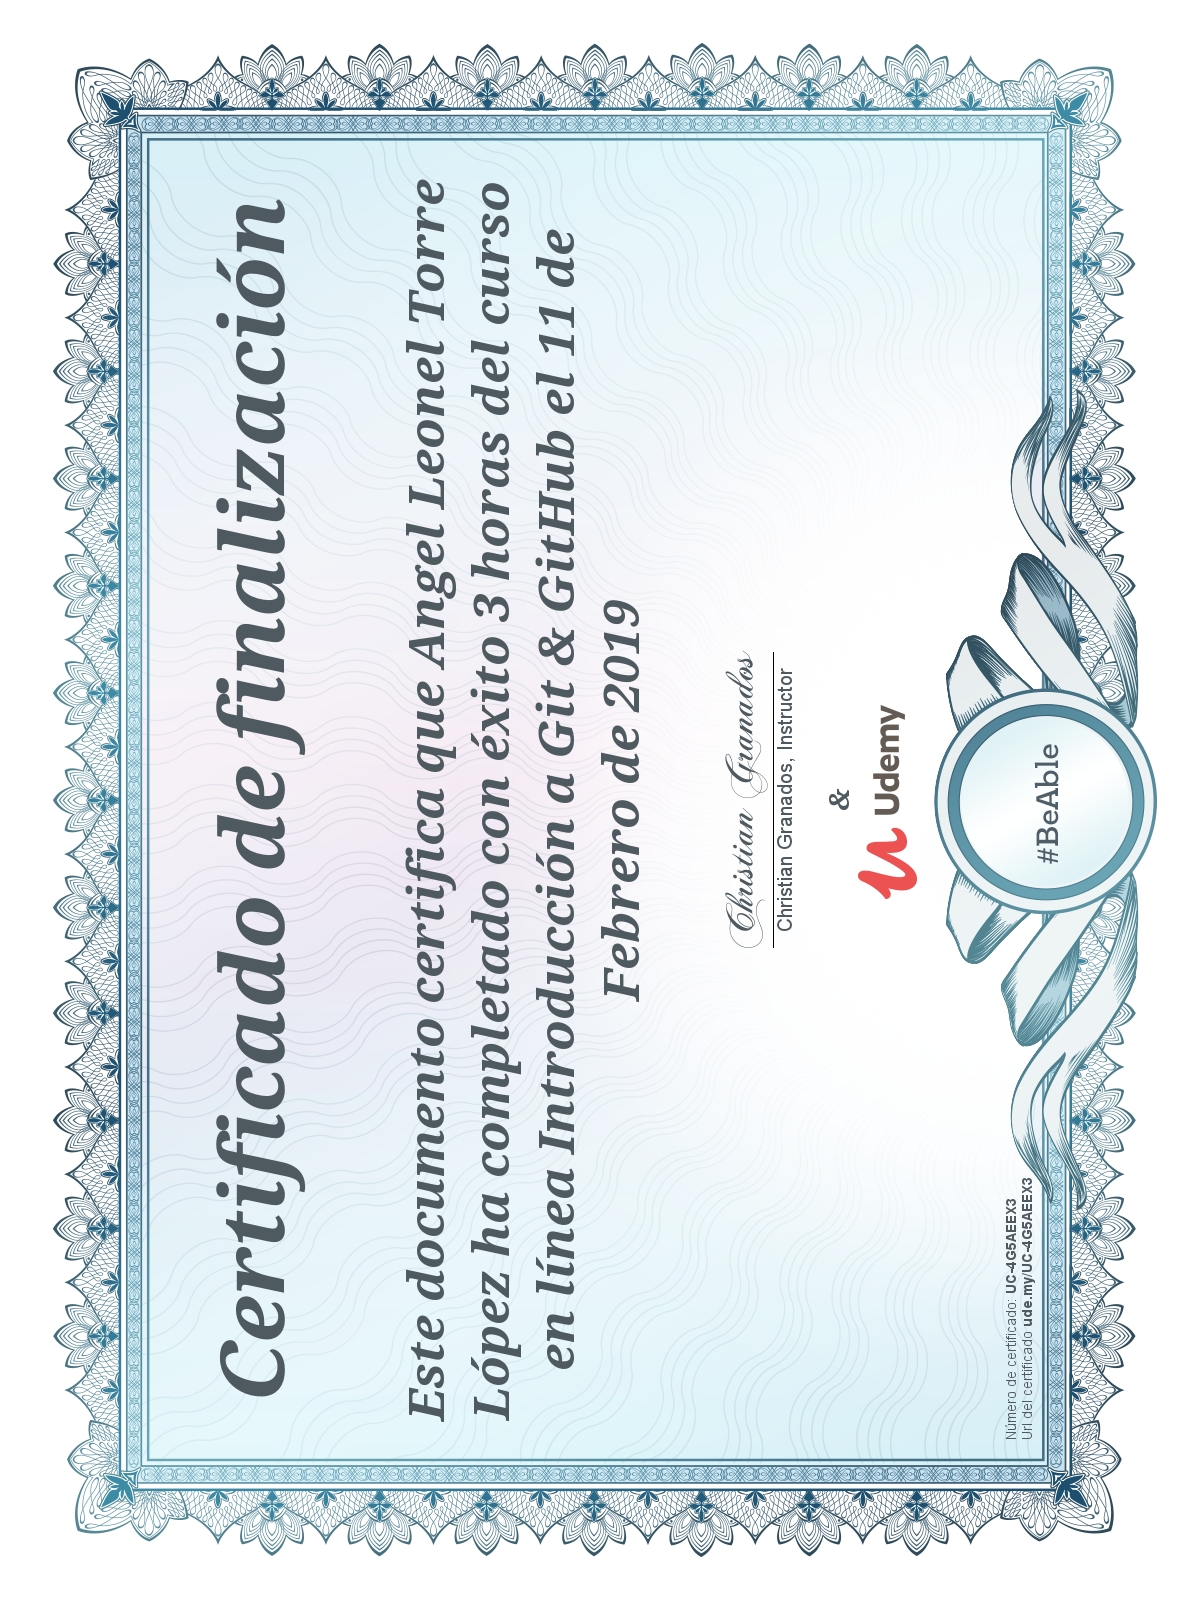 Certificado de finalización
Este documento certifica que Angel Leonel Torre
López ha completado con éxito 3 horas del curso
en línea Introducción a Git & GitHub el 11 de
Febrero de 2019
Christian Granados
Christian Granados, Instructor
&
Udemy
#BeAble
Número de certificado: UC-4G5AEEX3
Url del certificado ude.my/UC-4G5AEEX3